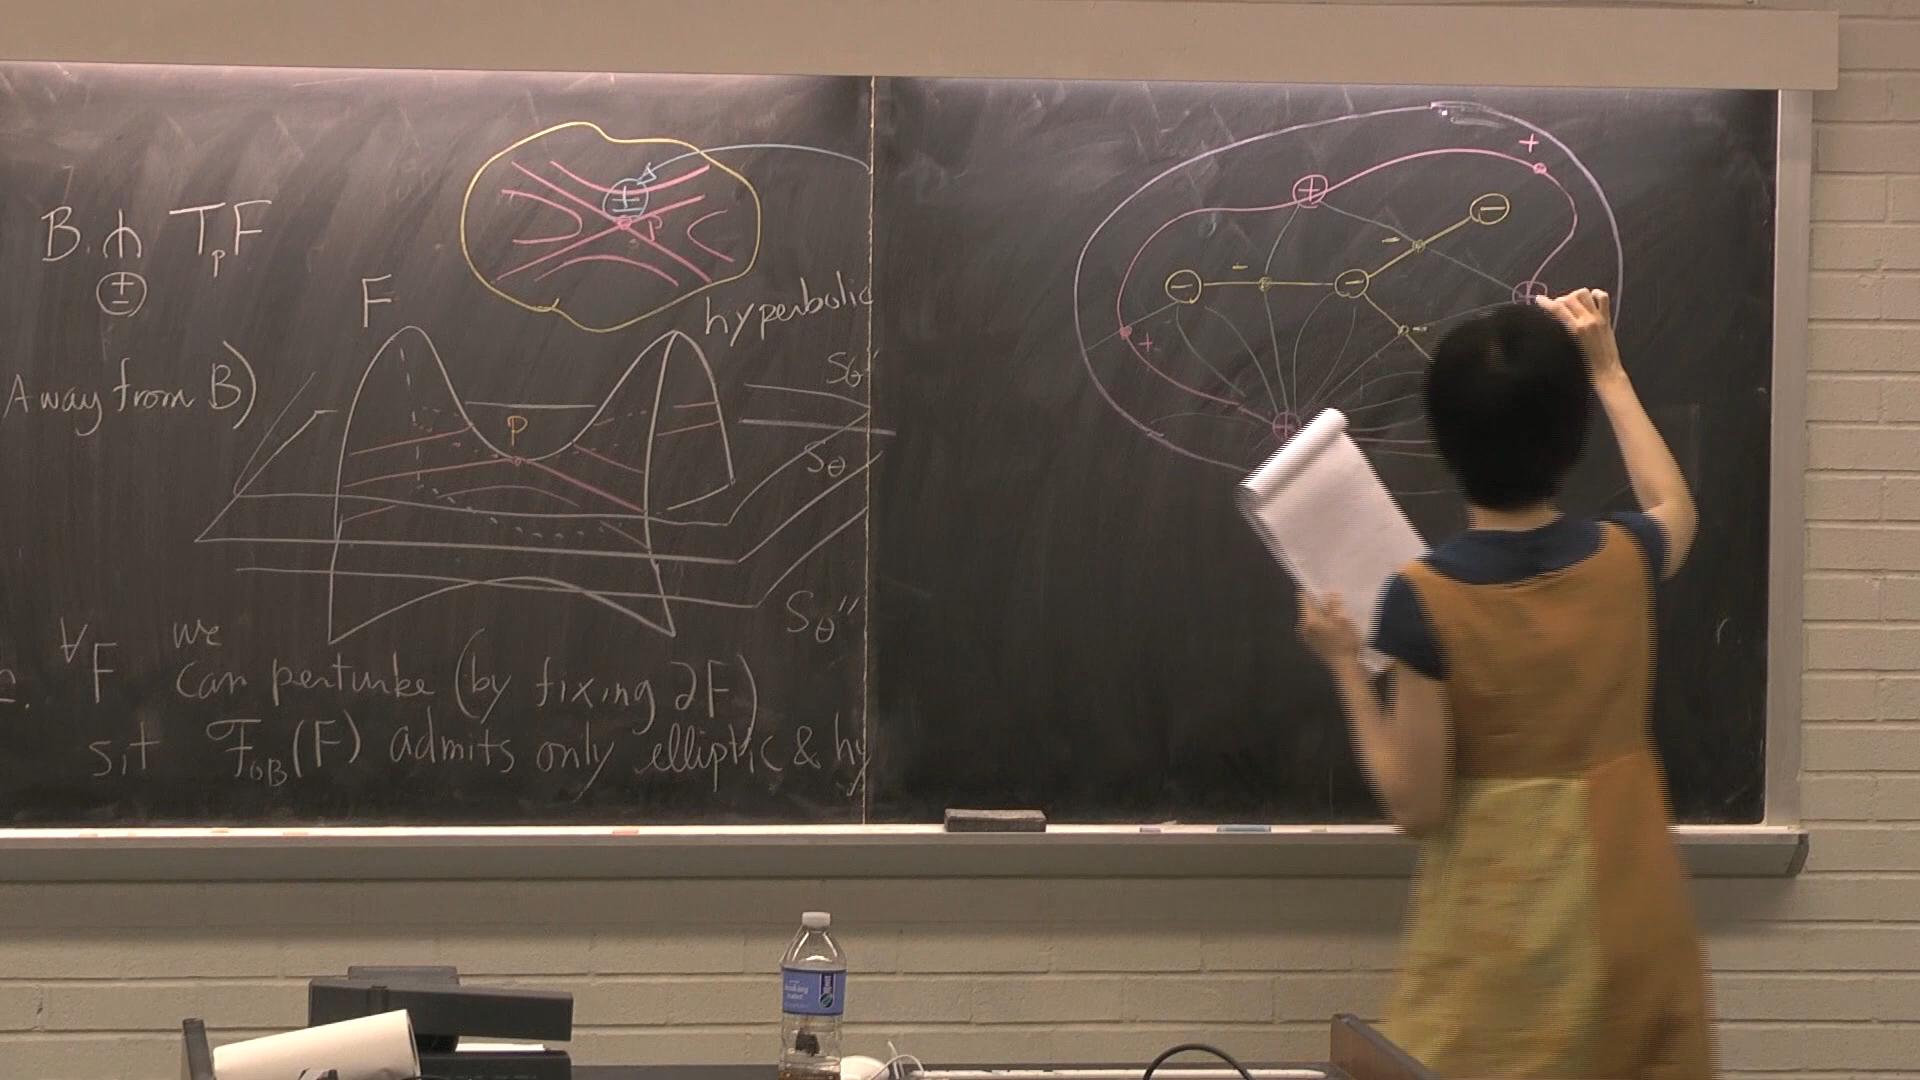 B. ⋔ T_pF
±
Away from B)
F
±
P
hyperbolic
P
S_θ'
S_θ
S_θ''
∀F we
can perturbe (by fixing ∂F)
s.t F_OB(F) admits only elliptic & hy
+
+
−
−
−
−
−
+
−
+
+